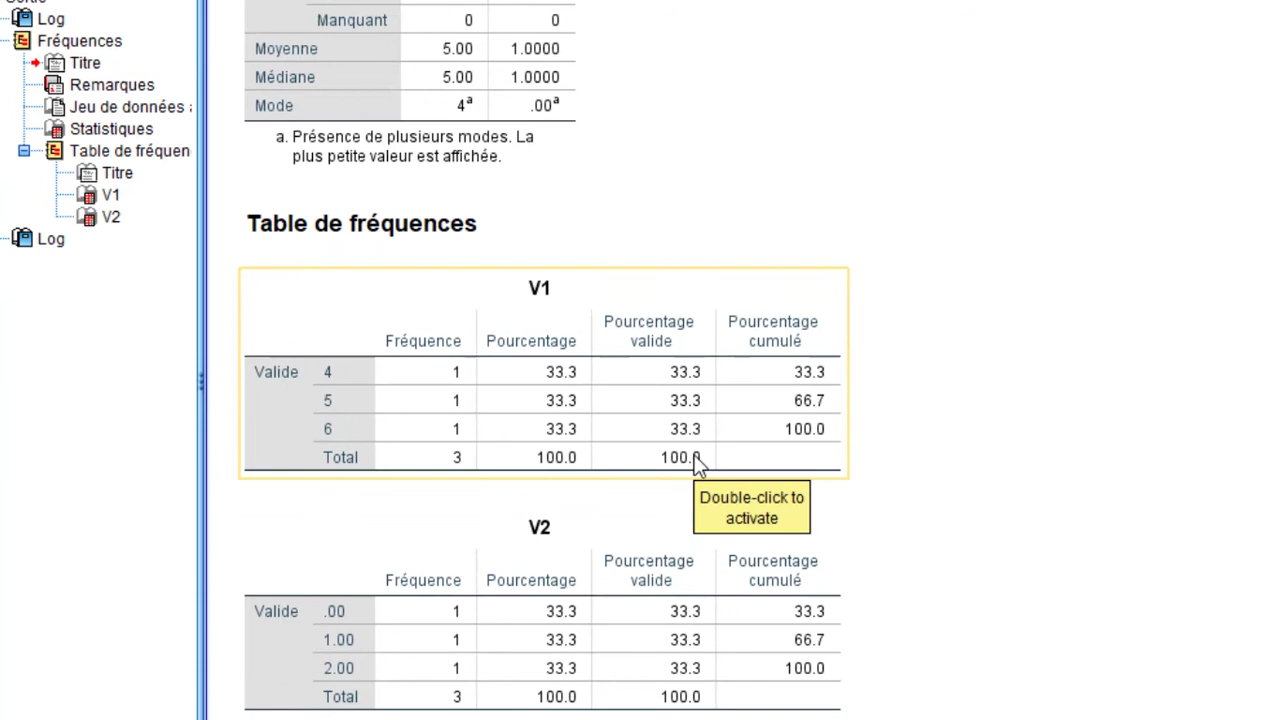 Log
Fréquences
Titre
Remarques
Jeu de données
Statistiques
Table de fréquen
Titre
V1
V2
Log
Manquant 0 0
Moyenne 5.00 1.0000
Médiane 5.00 1.0000
Mode 4a .00a
a. Présence de plusieurs modes. La
plus petite valeur est affichée.
Table de fréquences
V1
Fréquence Pourcentage Pourcentage valide Pourcentage cumulé
Valide 4 1 33.3 33.3 33.3
5 1 33.3 33.3 66.7
6 1 33.3 33.3 100.0
Total 3 100.0 100.0
Double-click to
activate
V2
Fréquence Pourcentage Pourcentage valide Pourcentage cumulé
Valide .00 1 33.3 33.3 33.3
1.00 1 33.3 33.3 66.7
2.00 1 33.3 33.3 100.0
Total 3 100.0 100.0